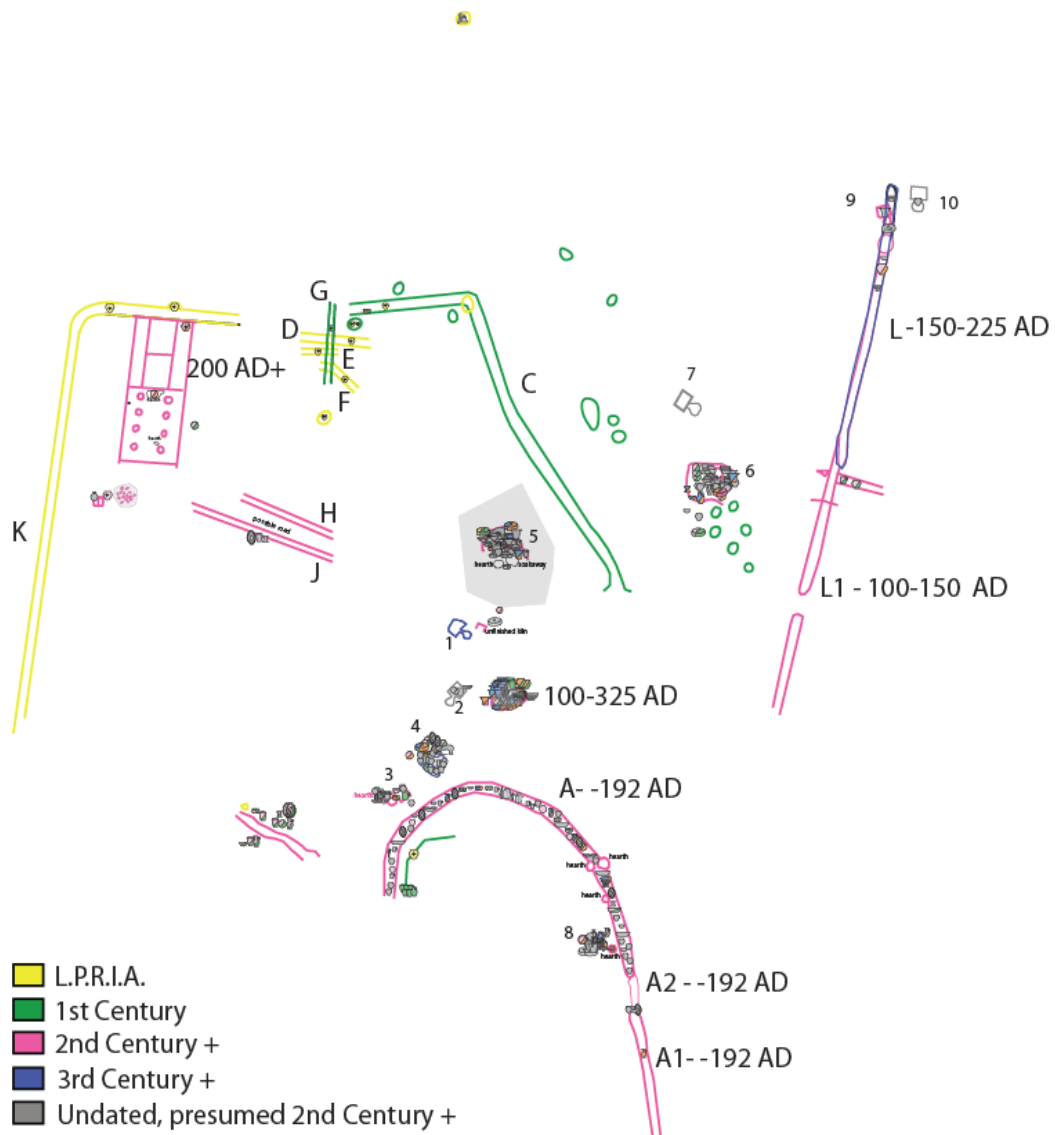 9
10
G
D
L -150-225 AD
E
200 AD+
7
C
F
6
K
H
possible road
5
J
hearth
soakaway
L1 - 100-150 AD
unfinished kiln
1
2
100-325 AD
4
3
hearth
A- -192 AD
hearth
hearth
hearth
8
hearth
L.P.R.I.A.
A2 - -192 AD
1st Century
2nd Century +
A1- -192 AD
3rd Century +
Undated, presumed 2nd Century +